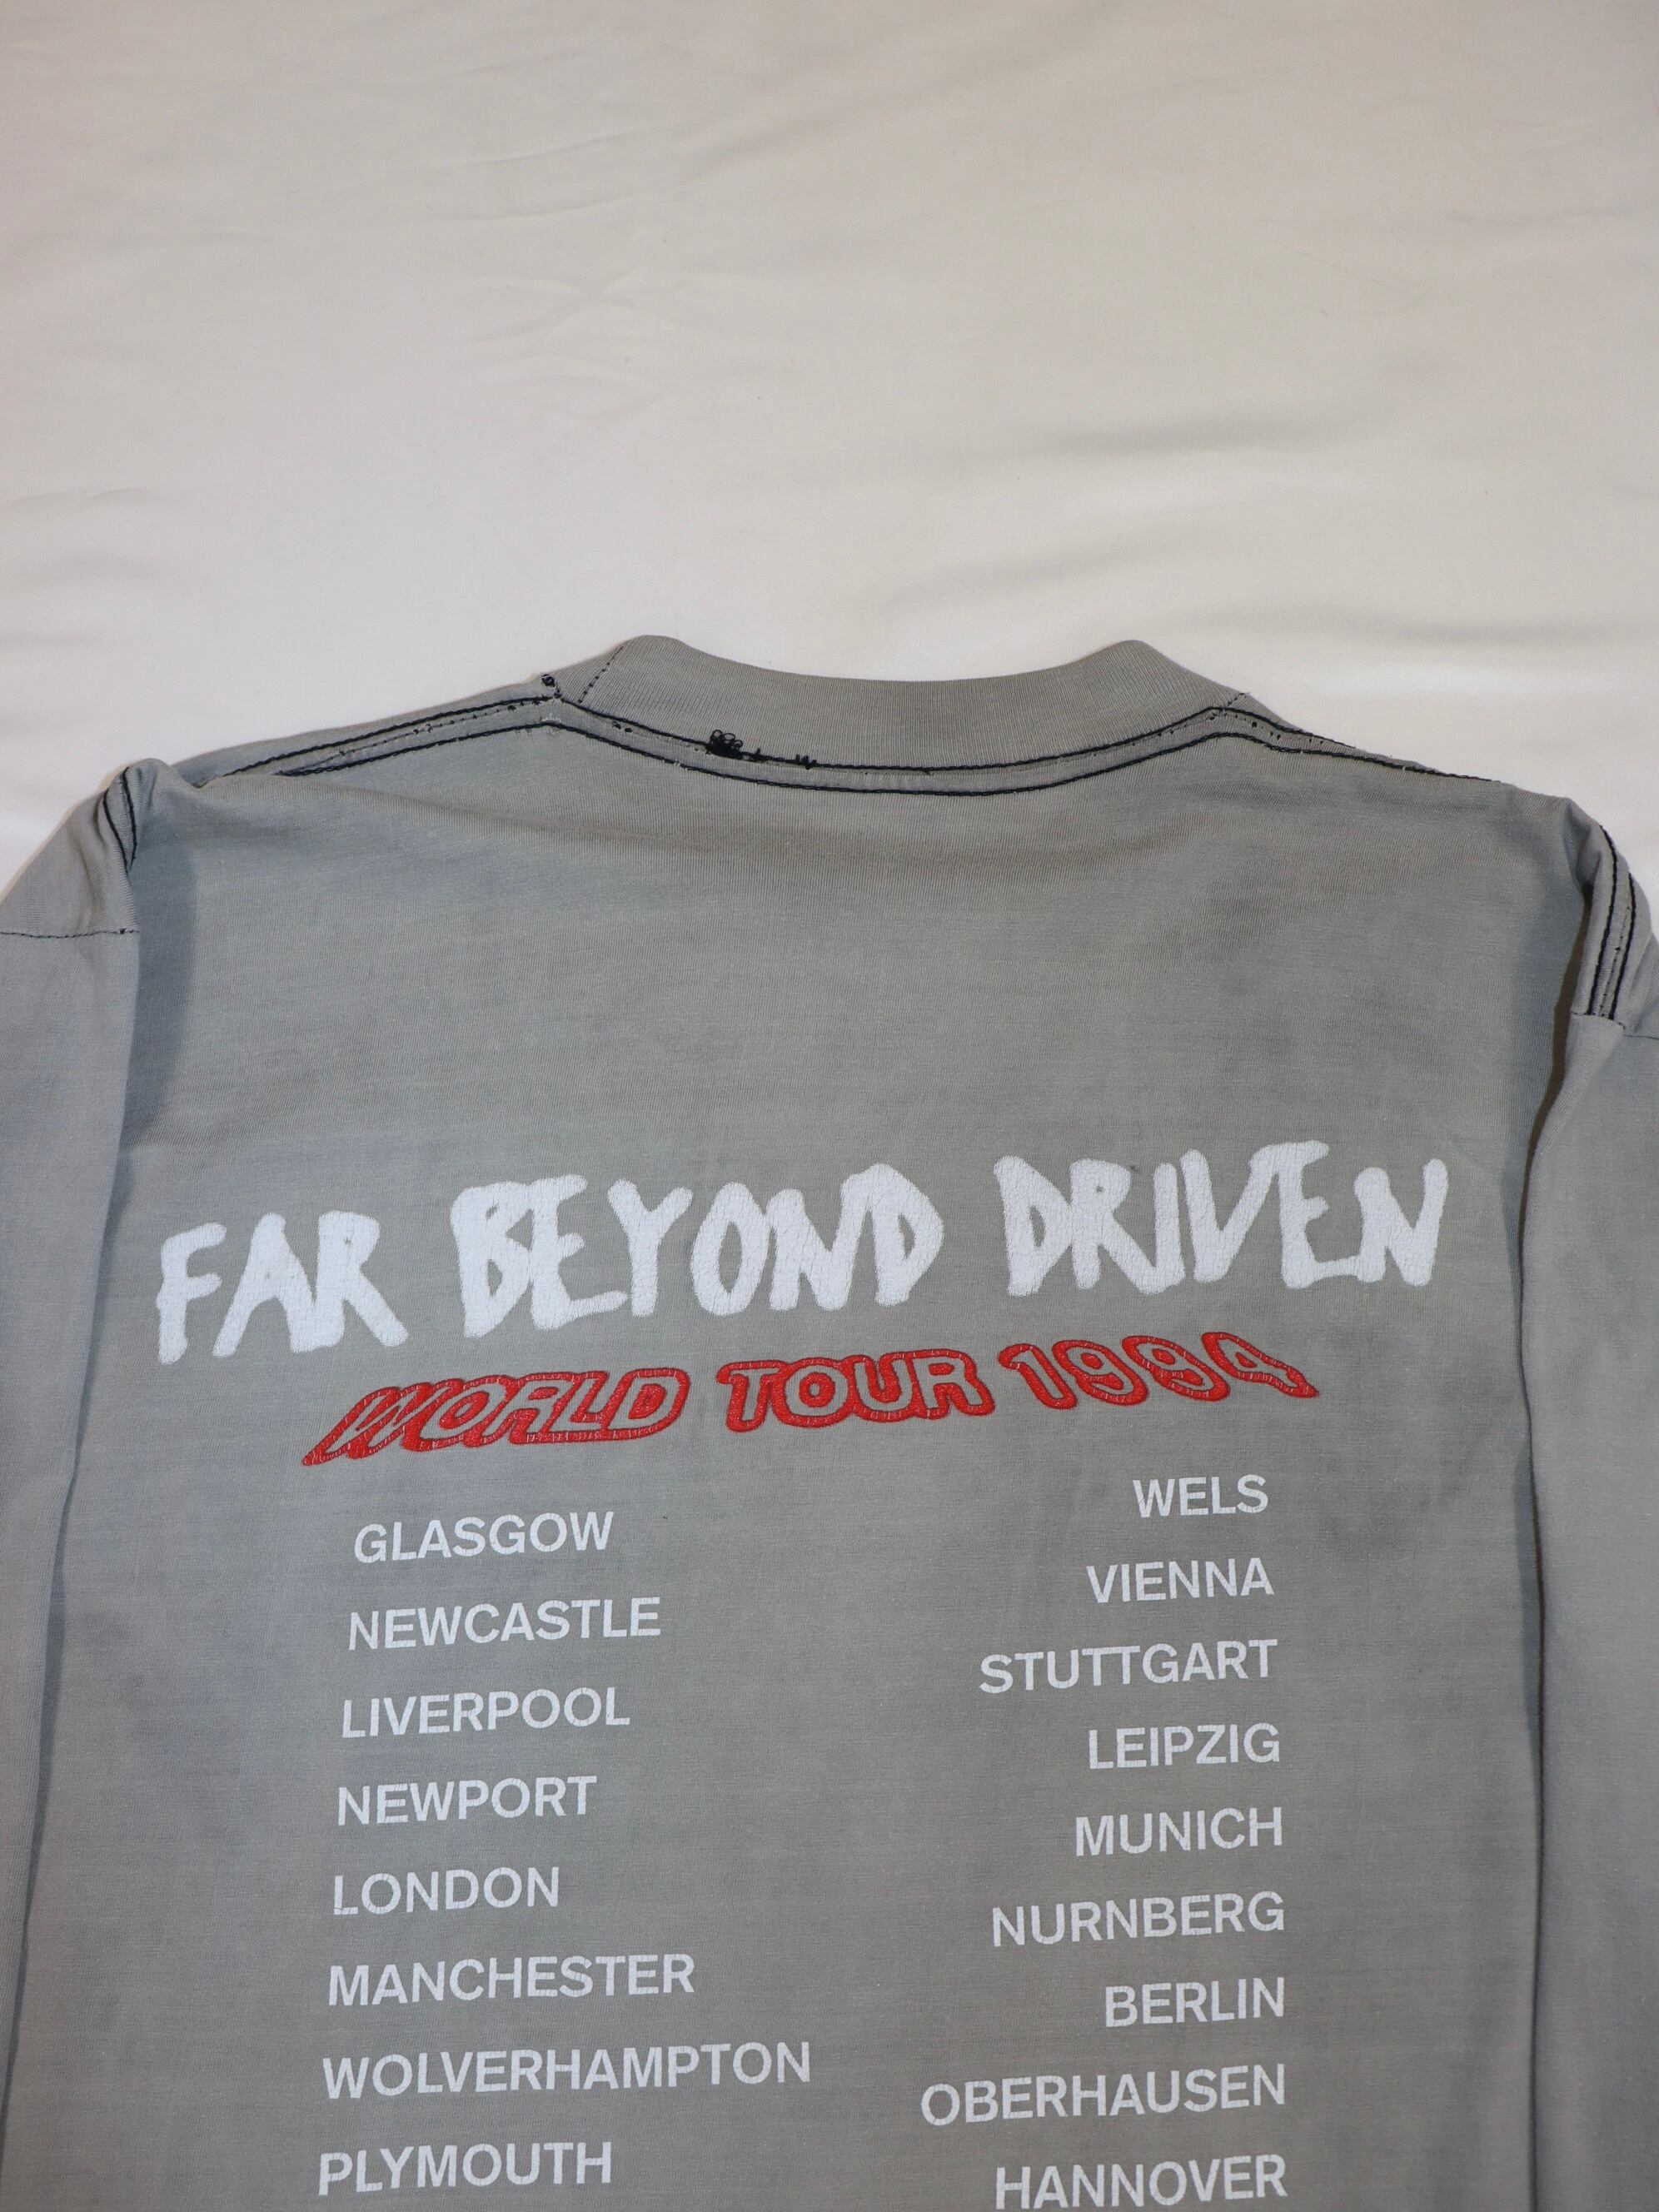 FAR BEYOND DRIVEN
WORLD TOUR 1994
GLASGOW
NEWCASTLE
LIVERPOOL
NEWPORT
LONDON
MANCHESTER
WOLVERHAMPTON
PLYMOUTH
WELS
VIENNA
STUTTGART
LEIPZIG
MUNICH
NURNBERG
BERLIN
OBERHAUSEN
HANNOVER